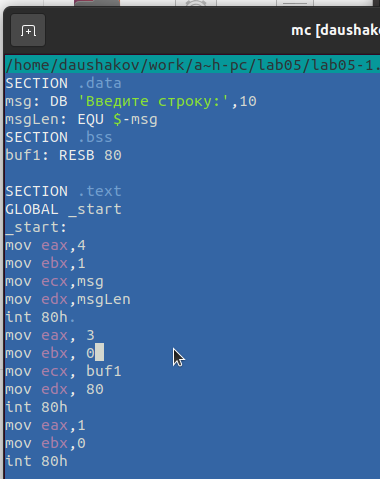 mc [daushako
/home/daushakov/work/a~h-pc/lab05/lab05-1.
SECTION .data
msg: DB 'Введите строку:',10
msgLen: EQU $-msg
SECTION .bss
buf1: RESB 80
SECTION .text
GLOBAL _start
_start:
mov eax,4
mov ebx,1
mov ecx,msg
mov edx,msgLen
int 80h.
mov eax, 3
mov ebx, 0
mov ecx, buf1
mov edx, 80
int 80h
mov eax,1
mov ebx,0
int 80h